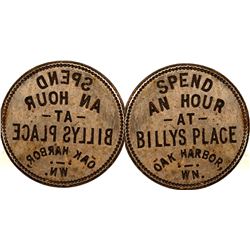 SPEND
AN HOUR
- AT -
BILLYS PLACE
OAK HARBOR,
- . -
WN.
SPEND
AN HOUR
- AT -
BILLYS PLACE
OAK HARBOR,
- . -
WN.